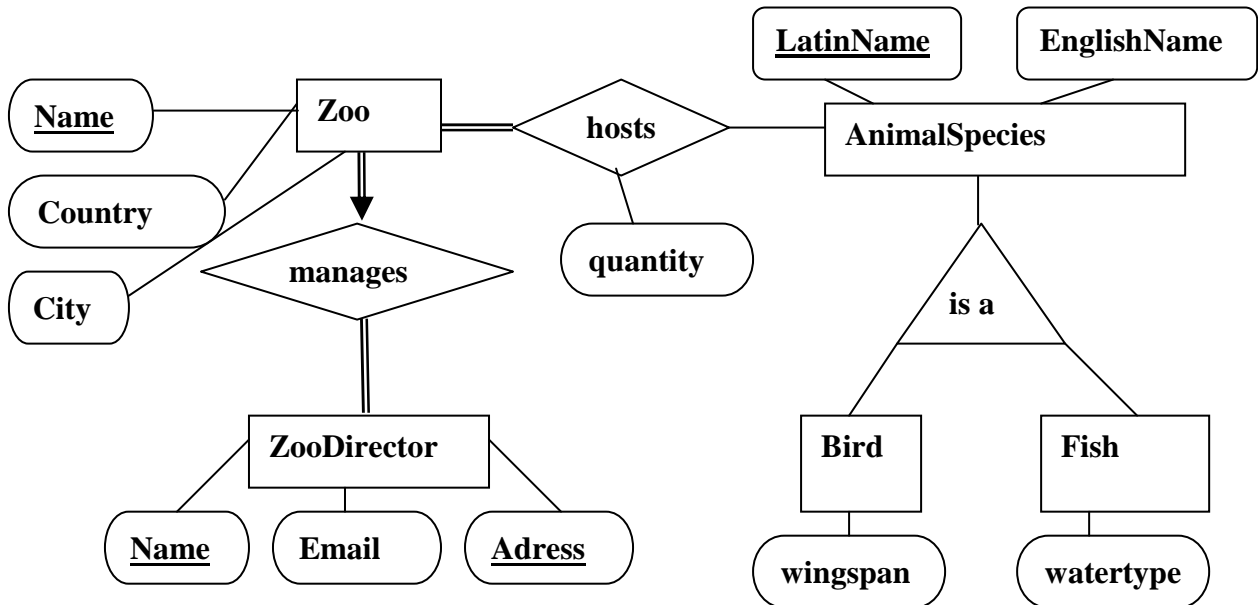 LatinName
EnglishName
Name
Zoo
hosts
AnimalSpecies
Country
quantity
manages
City
is a
ZooDirector
Bird
Fish
Name
Email
Adress
wingspan
watertype